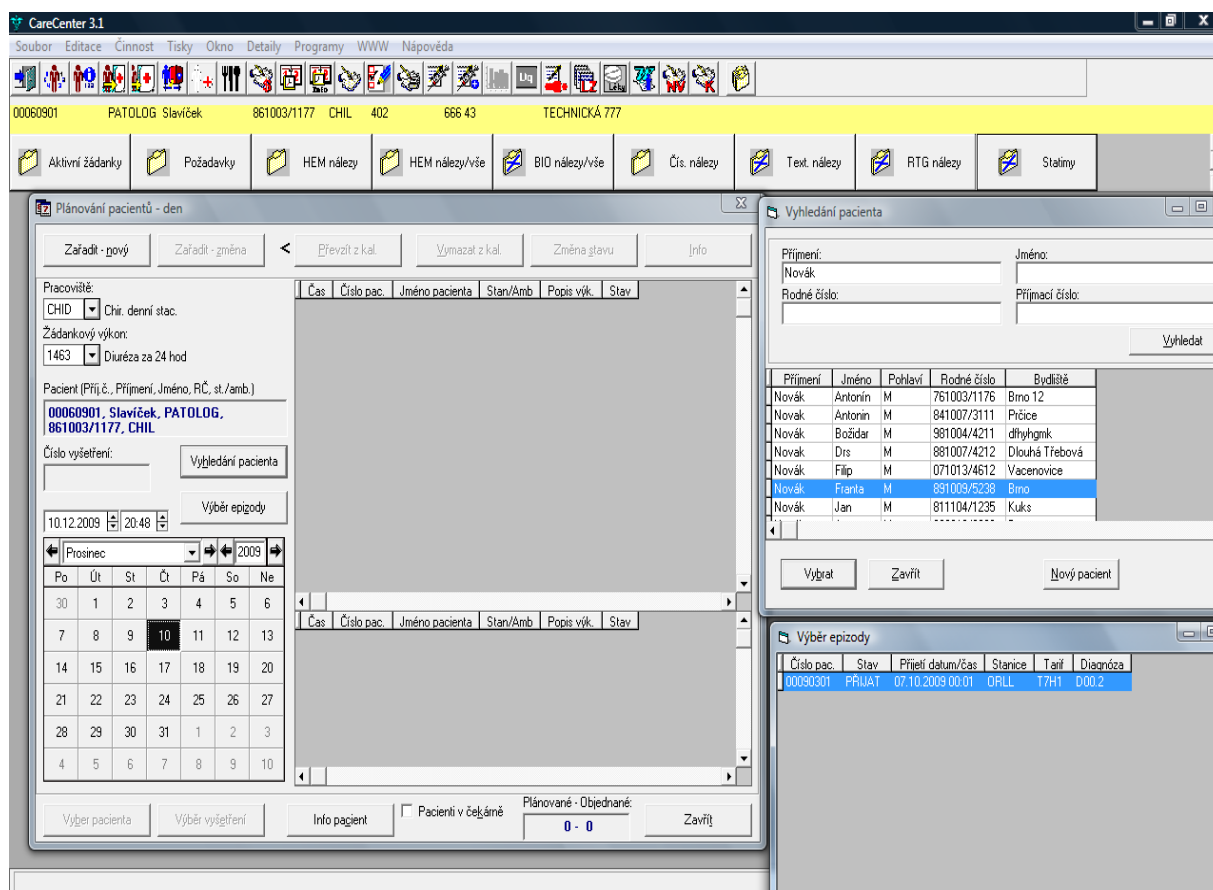 CareCenter 3.1
Soubor Editace Činnost Tisky Okno Detaily Programy WWW Nápověda
00060901 PATOLOG Slavíček 861003/1177 CHIL 402 666 43 TECHNICKÁ 777
Aktivní žádanky Požadavky HEM nálezy HEM nálezy/vše BIO nálezy/vše Čís. nálezy Text. nálezy RTG nálezy Statimy
Plánování pacientů - den
Zařadit - nový Zařadit - změna < Převzít z kal. Vymazat z kal. Změna stavu Info
Pracoviště:
CHID Chir. denní stac.
Žádankový výkon:
1463 Diuréza za 24 hod
Pacient (Příj.č., Příjmení, Jméno, RČ, st./amb.)
00060901, Slavíček, PATOLOG,
861003/1177, CHIL
Číslo vyšetření:
Vyhledání pacienta
Výběr epizody
10.12.2009 20:48
Prosinec 2009
Po Út St Čt Pá So Ne
30 1 2 3 4 5 6
7 8 9 10 11 12 13
14 15 16 17 18 19 20
21 22 23 24 25 26 27
28 29 30 31 1 2 3
4 5 6 7 8 9 10
Čas Číslo pac. Jméno pacienta Stan/Amb Popis výk. Stav
Čas Číslo pac. Jméno pacienta Stan/Amb Popis výk. Stav
Vyber pacienta Výběr vyšetření Info pacient Pacienti v čekárně
Plánované - Objednané:
0 - 0
Zavřít
Vyhledání pacienta
Příjmení: Jméno:
Novák
Rodné číslo: Příjmací číslo:
Vyhledat
Příjmení Jméno Pohlaví Rodné číslo Bydliště
Novák Antonín M 761003/1176 Brno 12
Novak Antonin M 841007/3111 Prčice
Novák Božidar M 981004/4211 dfhyhgmk
Novák Drs M 881007/4212 Dlouhá Třebová
Novak Filip M 071013/4612 Vacenovice
Novák Franta M 891009/5238 Brno
Novák Jan M 811104/1235 Kuks
Vybrat Zavřít Nový pacient
Výběr epizody
Číslo pac. Stav Přijetí datum/čas Stanice Tarif Diagnóza
00090301 PŘIJAT 07.10.2009 00:01 ORLL T7H1 D00.2